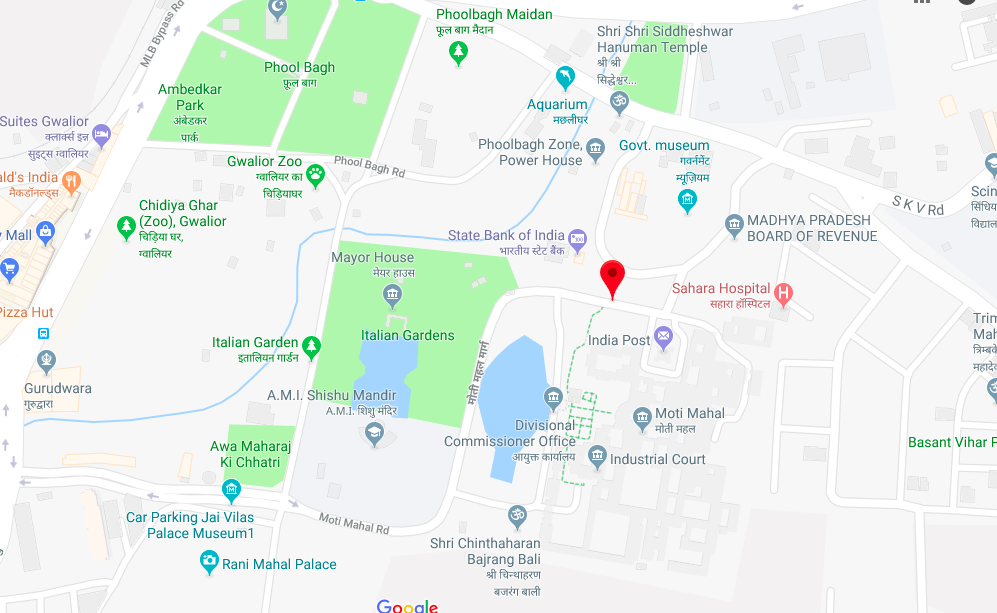 MLB Bypass Rd
Phoolbagh Maidan
फूल बाग मैदान
Shri Shri Siddheshwar
Hanuman Temple
श्री श्री
सिद्धेश्वर...
Phool Bagh
फूल बाग
Ambedkar
Park
अंबेडकर
पार्क
Aquarium
मछलीघर
Suites Gwalior
क्लार्क्स इन्न
सुइट्स ग्वालियर
Phoolbagh Zone,
Power House
Govt. museum
गवर्नमेंट
म्यूज़ियम
Gwalior Zoo
ग्वालियर का
चिड़ियाघर
Phool Bagh Rd
ald's India
मैकडॉनल्ड्स
Scin
सिंधिय
विद्याल
S K V Rd
Chidiya Ghar
(Zoo), Gwalior
चिड़िया घर,
ग्वालियर
MADHYA PRADESH
BOARD OF REVENUE
State Bank of India
भारतीय स्टेट बैंक
y Mall
Mayor House
मेयर हाउस
Sahara Hospital
सहारा हॉस्पिटल
Pizza Hut
Trim
Mah
त्रिम्बके
महादेव
Italian Gardens
India Post
Italian Garden
इतालियन गार्डन
मोती महल मार्ग
Gurudwara
गुरुद्वारा
A.M.I. Shishu Mandir
A.M.I. शिशु मंदिर
Moti Mahal
मोती महल
Divisional
Commissioner Office
आयुक्त कार्यालय
Basant Vihar P
Awa Maharaj
Ki Chhatri
Industrial Court
Car Parking Jai Vilas
Palace Museum1
Moti Mahal Rd
Shri Chinthaharan
Bajrang Bali
श्री चिन्थाहरण
बजरंग बाली
Rani Mahal Palace
Google